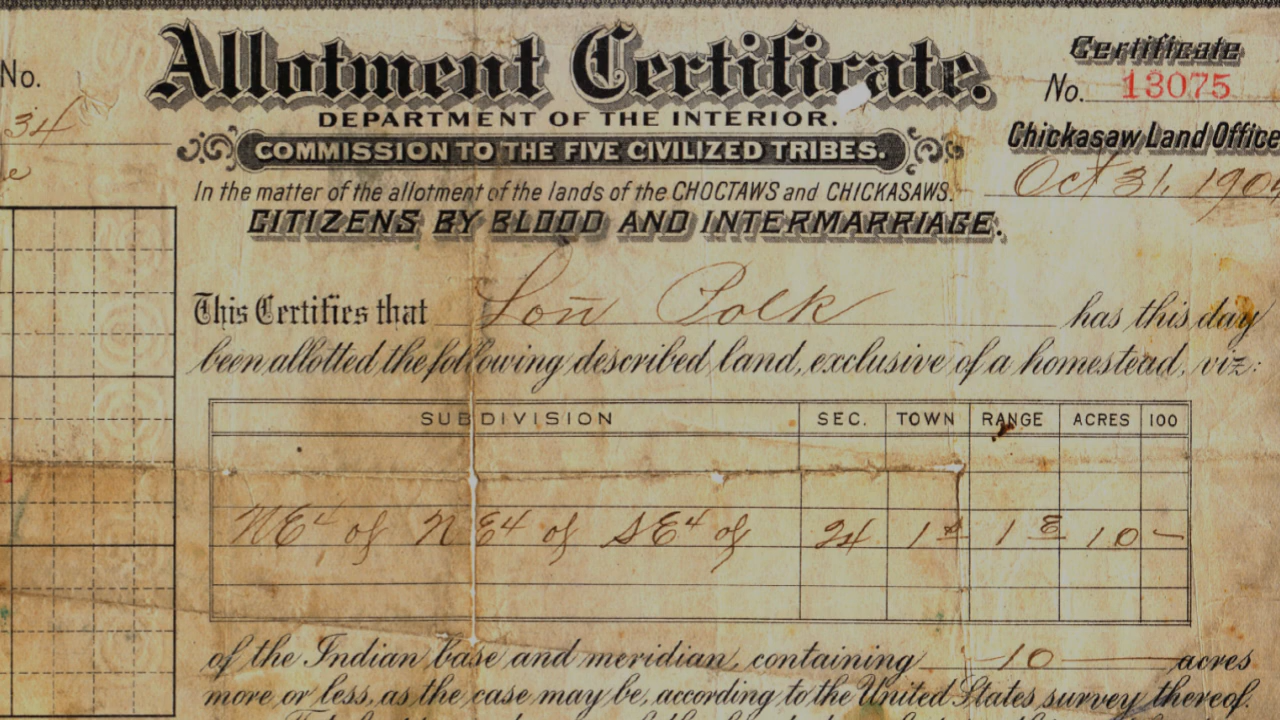 Allotment Certificate.
DEPARTMENT OF THE INTERIOR.
COMMISSION TO THE FIVE CIVILIZED TRIBES.
In the matter of the allotment of the lands of the CHOCTAWS and CHICKASAWS.
CITIZENS BY BLOOD AND INTERMARRIAGE.
Certificate
No. 13075
Chickasaw Land Office
Oct 31, 190
No.
34
This Certifies that Lon Polk has this day
been allotted the following described land, exclusive of a homestead, viz:
SUBDIVISION SEC. TOWN RANGE ACRES 100
NE4 of NE4 of SE4 of 24 1 1 E 10 —
of the Indian base and meridian, containing 10 acres
more or less, as the case may be, according to the United States survey thereof.